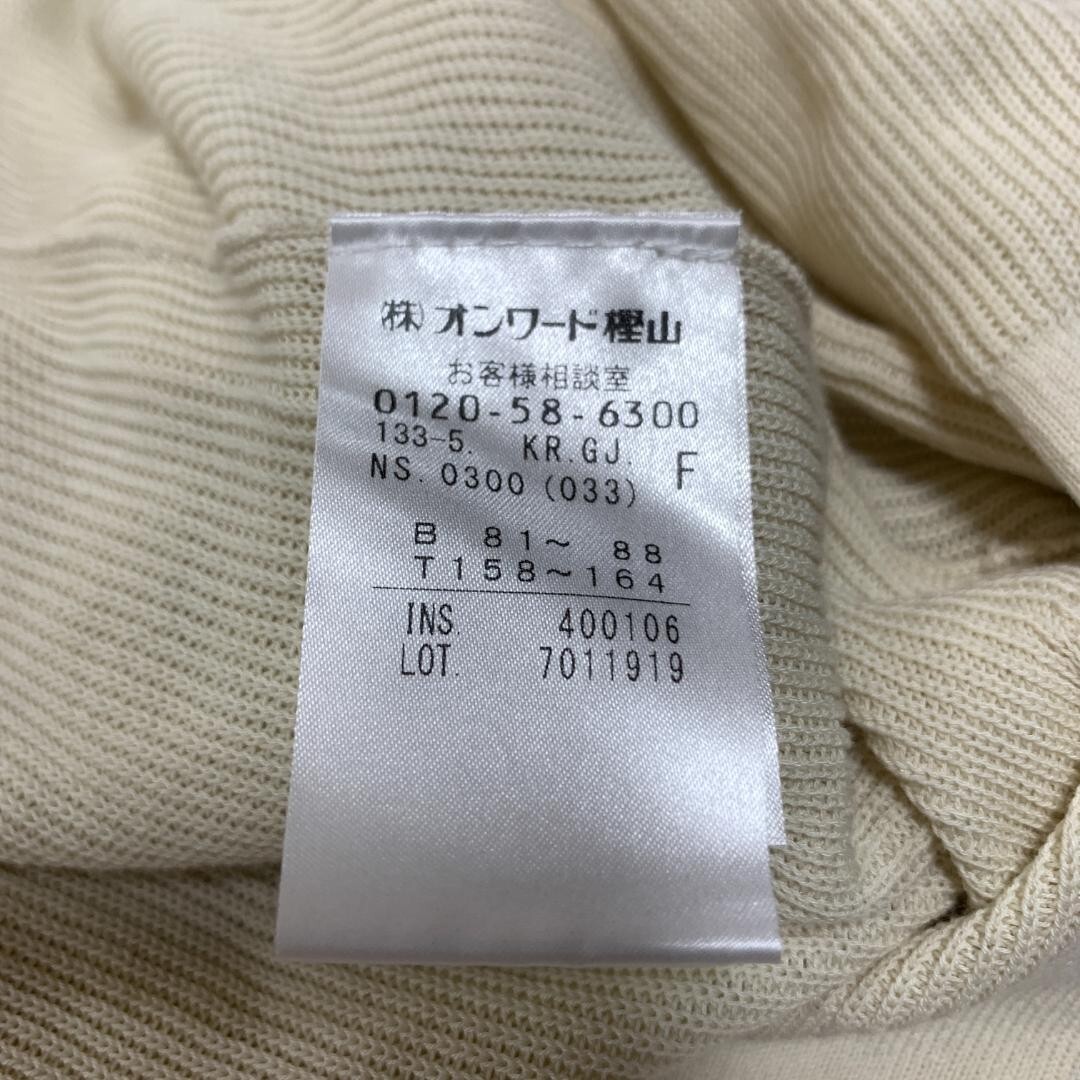 (株)オンワード樫山
お客様相談室
0120-58-6300
133-5. KR.GJ. F
NS. 0300 (033)
B 81～ 88
T158～164
INS. 400106
LOT. 7011919